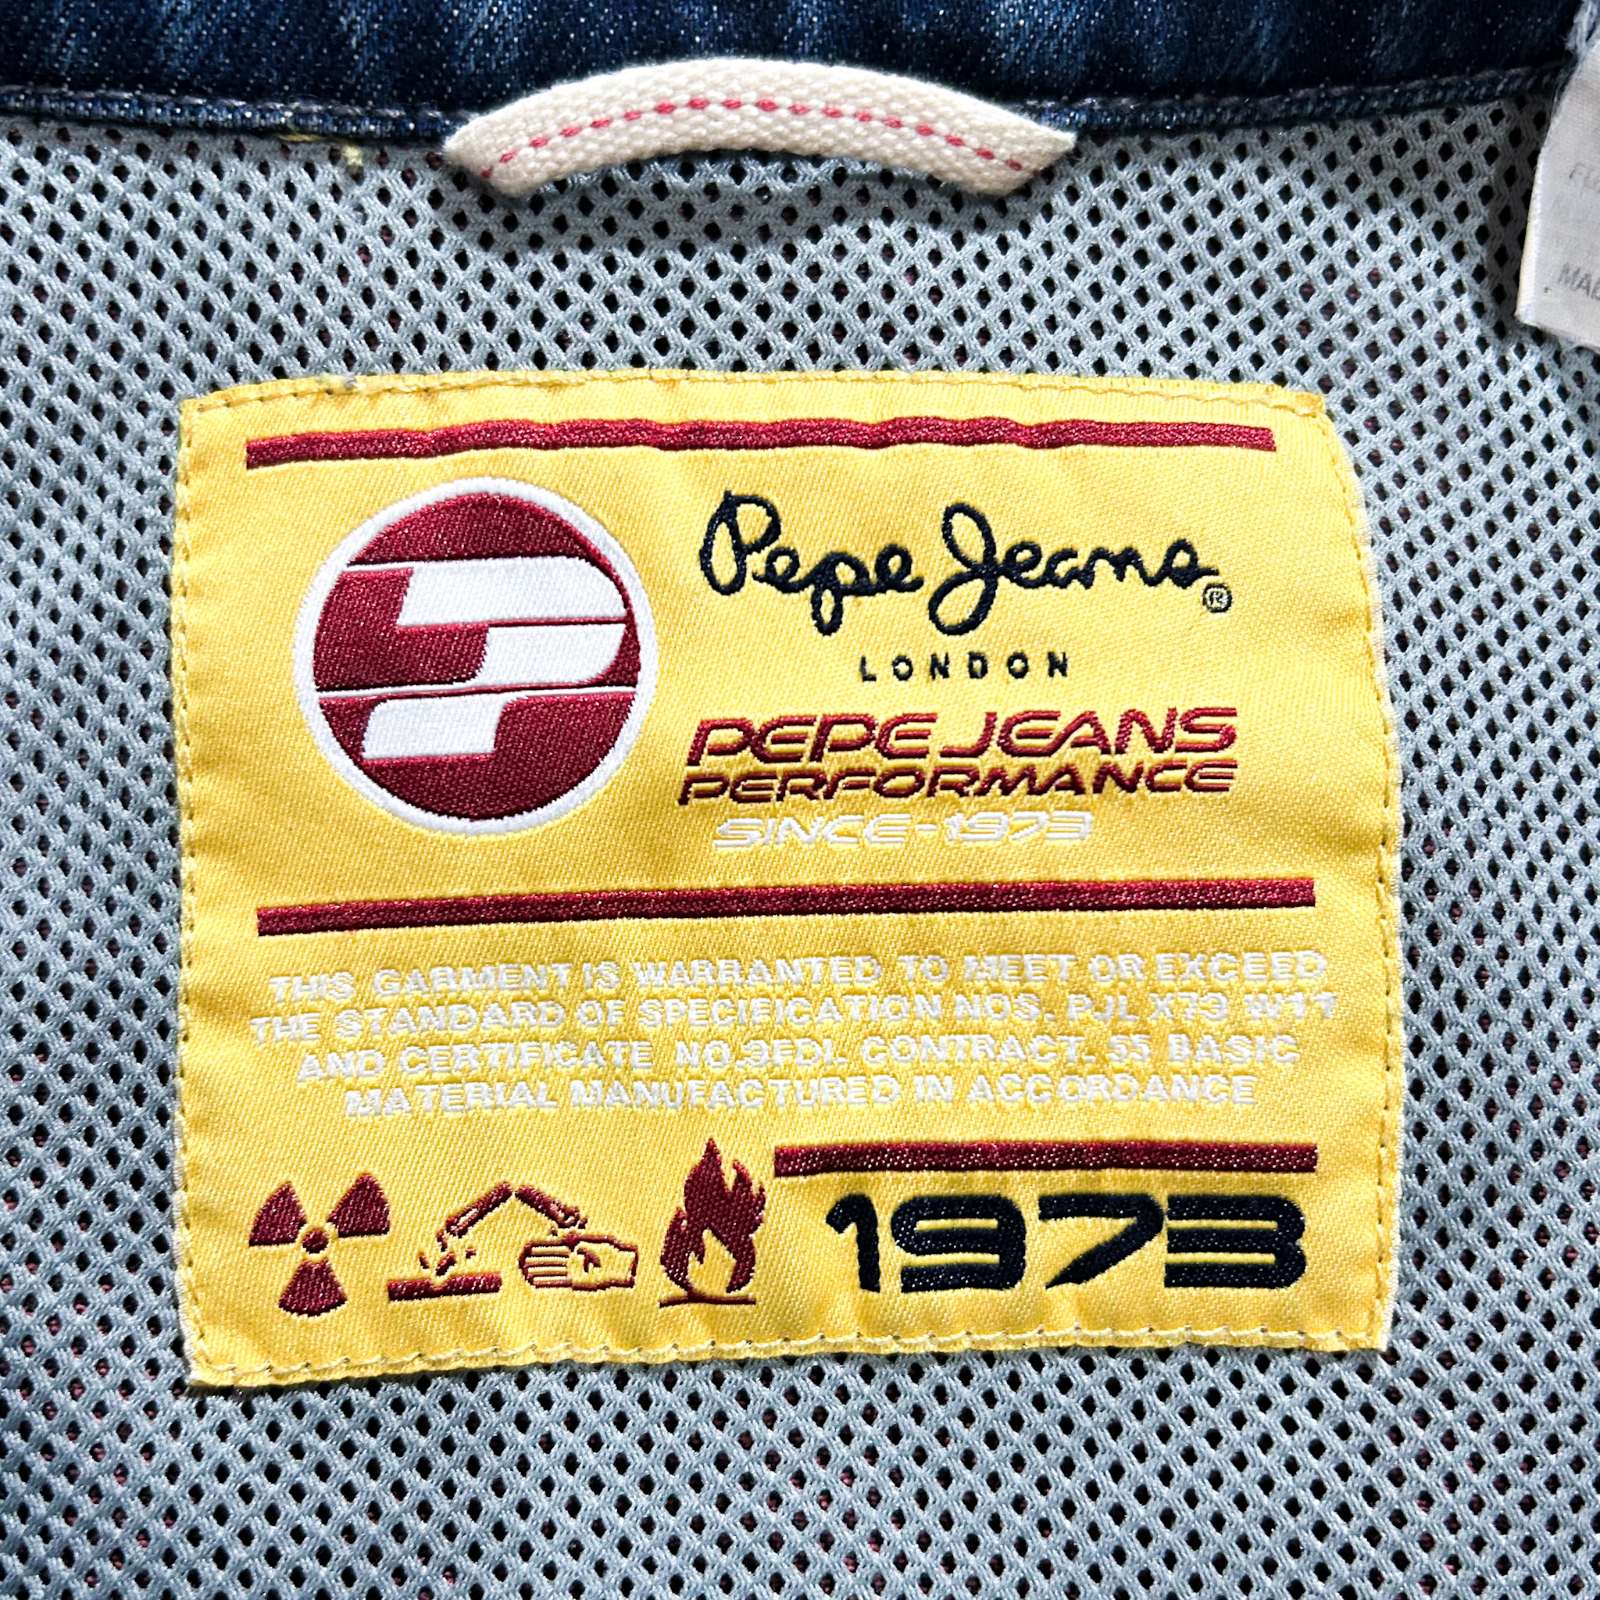 Pepe Jeans®
LONDON
PEPE JEANS
PERFORMANCE
SINCE-1973
THIS GARMENT IS WARRANTED TO MEET OR EXCEED
THE STANDARD OF SPECIFICATION NOS. PJL X73 W11
AND CERTIFICATE NO.3FDL CONTRACT. 55 BASIC
MATERIAL MANUFACTURED IN ACCORDANCE
1973